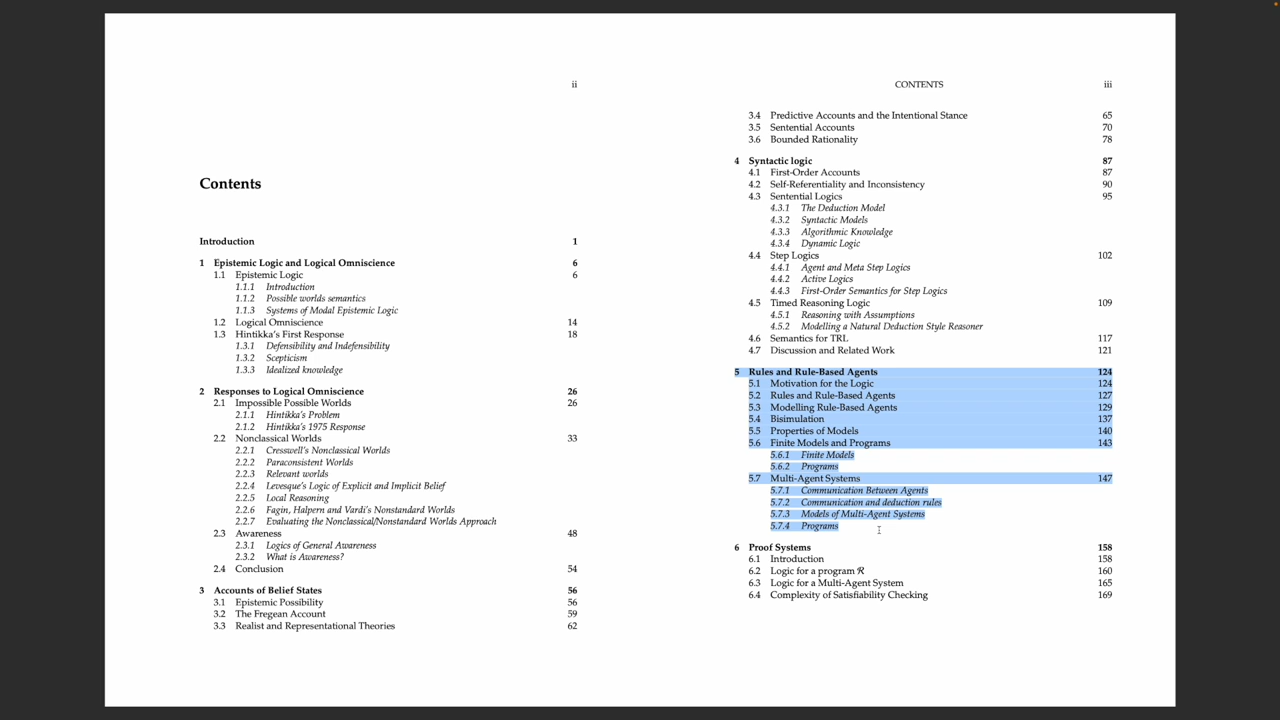 ii
Contents
Introduction 1
1 Epistemic Logic and Logical Omniscience 6
1.1 Epistemic Logic 6
1.1.1 Introduction
1.1.2 Possible worlds semantics
1.1.3 Systems of Modal Epistemic Logic
1.2 Logical Omniscience 14
1.3 Hintikka's First Response 18
1.3.1 Defensibility and Indefensibility
1.3.2 Scepticism
1.3.3 Idealized knowledge
2 Responses to Logical Omniscience 26
2.1 Impossible Possible Worlds 26
2.1.1 Hintikka's Problem
2.1.2 Hintikka's 1975 Response
2.2 Nonclassical Worlds 33
2.2.1 Cresswell's Nonclassical Worlds
2.2.2 Paraconsistent Worlds
2.2.3 Relevant worlds
2.2.4 Levesque's Logic of Explicit and Implicit Belief
2.2.5 Local Reasoning
2.2.6 Fagin, Halpern and Vardi's Nonstandard Worlds
2.2.7 Evaluating the Nonclassical/Nonstandard Worlds Approach
2.3 Awareness 48
2.3.1 Logics of General Awareness
2.3.2 What is Awareness?
2.4 Conclusion 54
3 Accounts of Belief States 56
3.1 Epistemic Possibility 56
3.2 The Fregean Account 59
3.3 Realist and Representational Theories 62
CONTENTS iii
3.4 Predictive Accounts and the Intentional Stance 65
3.5 Sentential Accounts 70
3.6 Bounded Rationality 78
4 Syntactic logic 87
4.1 First-Order Accounts 87
4.2 Self-Referentiality and Inconsistency 90
4.3 Sentential Logics 95
4.3.1 The Deduction Model
4.3.2 Syntactic Models
4.3.3 Algorithmic Knowledge
4.3.4 Dynamic Logic
4.4 Step Logics 102
4.4.1 Agent and Meta Step Logics
4.4.2 Active Logics
4.4.3 First-Order Semantics for Step Logics
4.5 Timed Reasoning Logic 109
4.5.1 Reasoning with Assumptions
4.5.2 Modelling a Natural Deduction Style Reasoner
4.6 Semantics for TRL 117
4.7 Discussion and Related Work 121
5 Rules and Rule-Based Agents 124
5.1 Motivation for the Logic 124
5.2 Rules and Rule-Based Agents 127
5.3 Modelling Rule-Based Agents 129
5.4 Bisimulation 137
5.5 Properties of Models 140
5.6 Finite Models and Programs 143
5.6.1 Finite Models
5.6.2 Programs
5.7 Multi-Agent Systems 147
5.7.1 Communication Between Agents
5.7.2 Communication and deduction rules
5.7.3 Models of Multi-Agent Systems
5.7.4 Programs
6 Proof Systems 158
6.1 Introduction 158
6.2 Logic for a program ℛ 160
6.3 Logic for a Multi-Agent System 165
6.4 Complexity of Satisfiability Checking 169